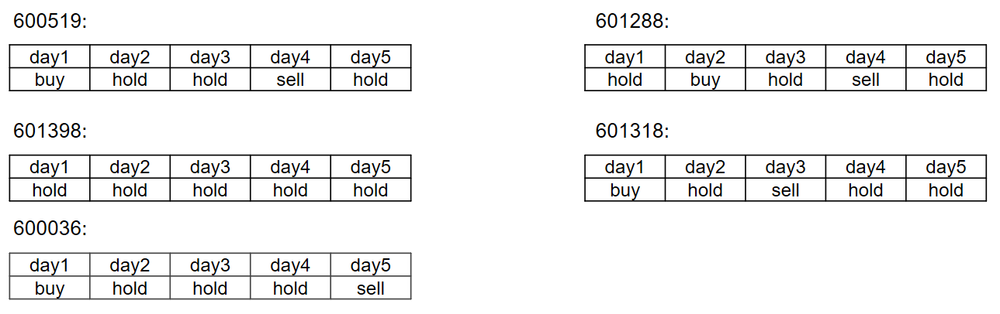 600519:
day1 day2 day3 day4 day5
buy hold hold sell hold
601288:
day1 day2 day3 day4 day5
hold buy hold sell hold
601398:
day1 day2 day3 day4 day5
hold hold hold hold hold
601318:
day1 day2 day3 day4 day5
buy hold sell hold hold
600036:
day1 day2 day3 day4 day5
buy hold hold hold sell